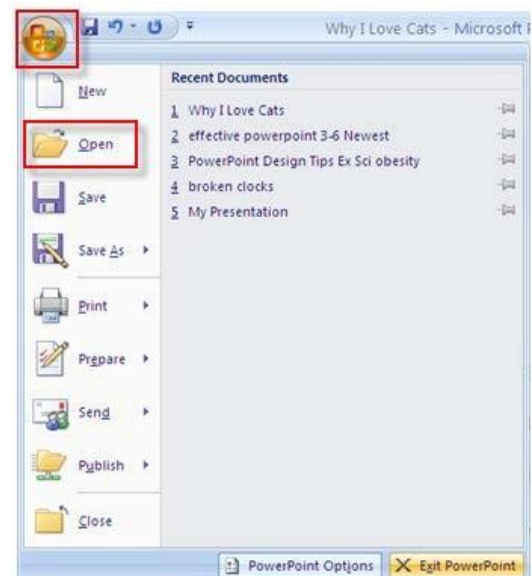 Why I Love Cats - Microsoft
New
Open
Save
Save As
Print
Prepare
Send
Publish
Close
Recent Documents
1 Why I Love Cats
2 effective powerpoint 3-6 Newest
3 PowerPoint Design Tips Ex Sci obesity
4 broken clocks
5 My Presentation
PowerPoint Options
Exit PowerPoint